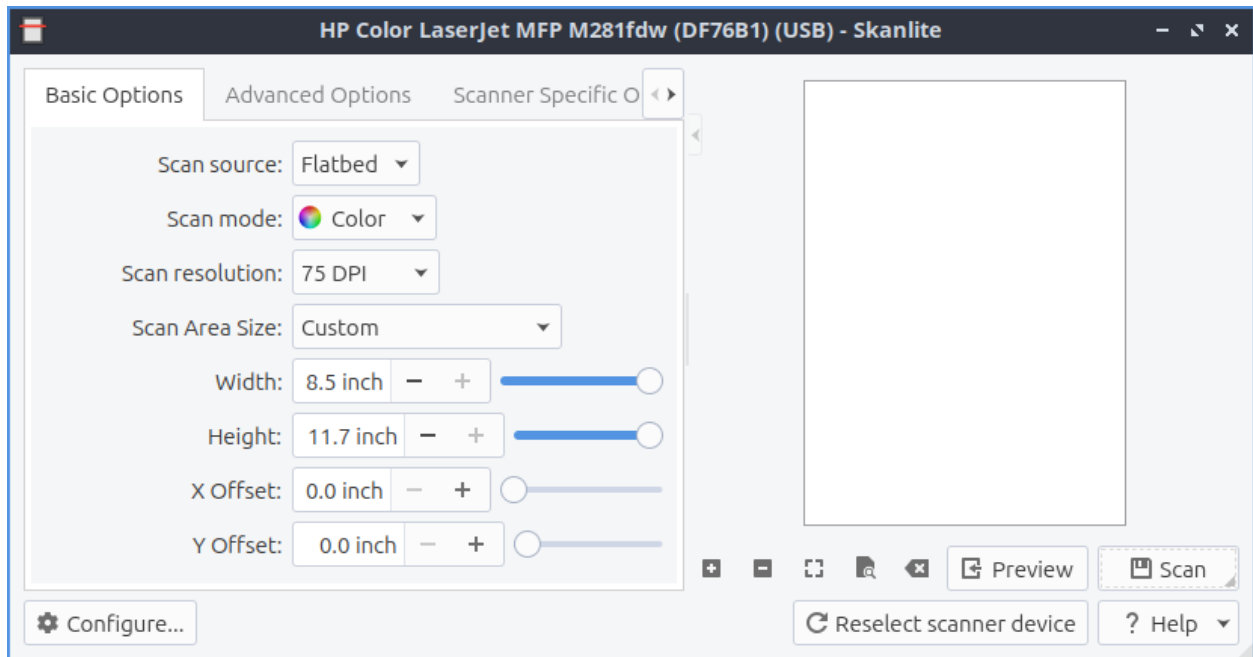 HP Color LaserJet MFP M281fdw (DF76B1) (USB) - Skanlite
Basic Options Advanced Options Scanner Specific O
Scan source: Flatbed
Scan mode: Color
Scan resolution: 75 DPI
Scan Area Size: Custom
Width: 8.5 inch
Height: 11.7 inch
X Offset: 0.0 inch
Y Offset: 0.0 inch
Preview Scan
Configure... Reselect scanner device ? Help